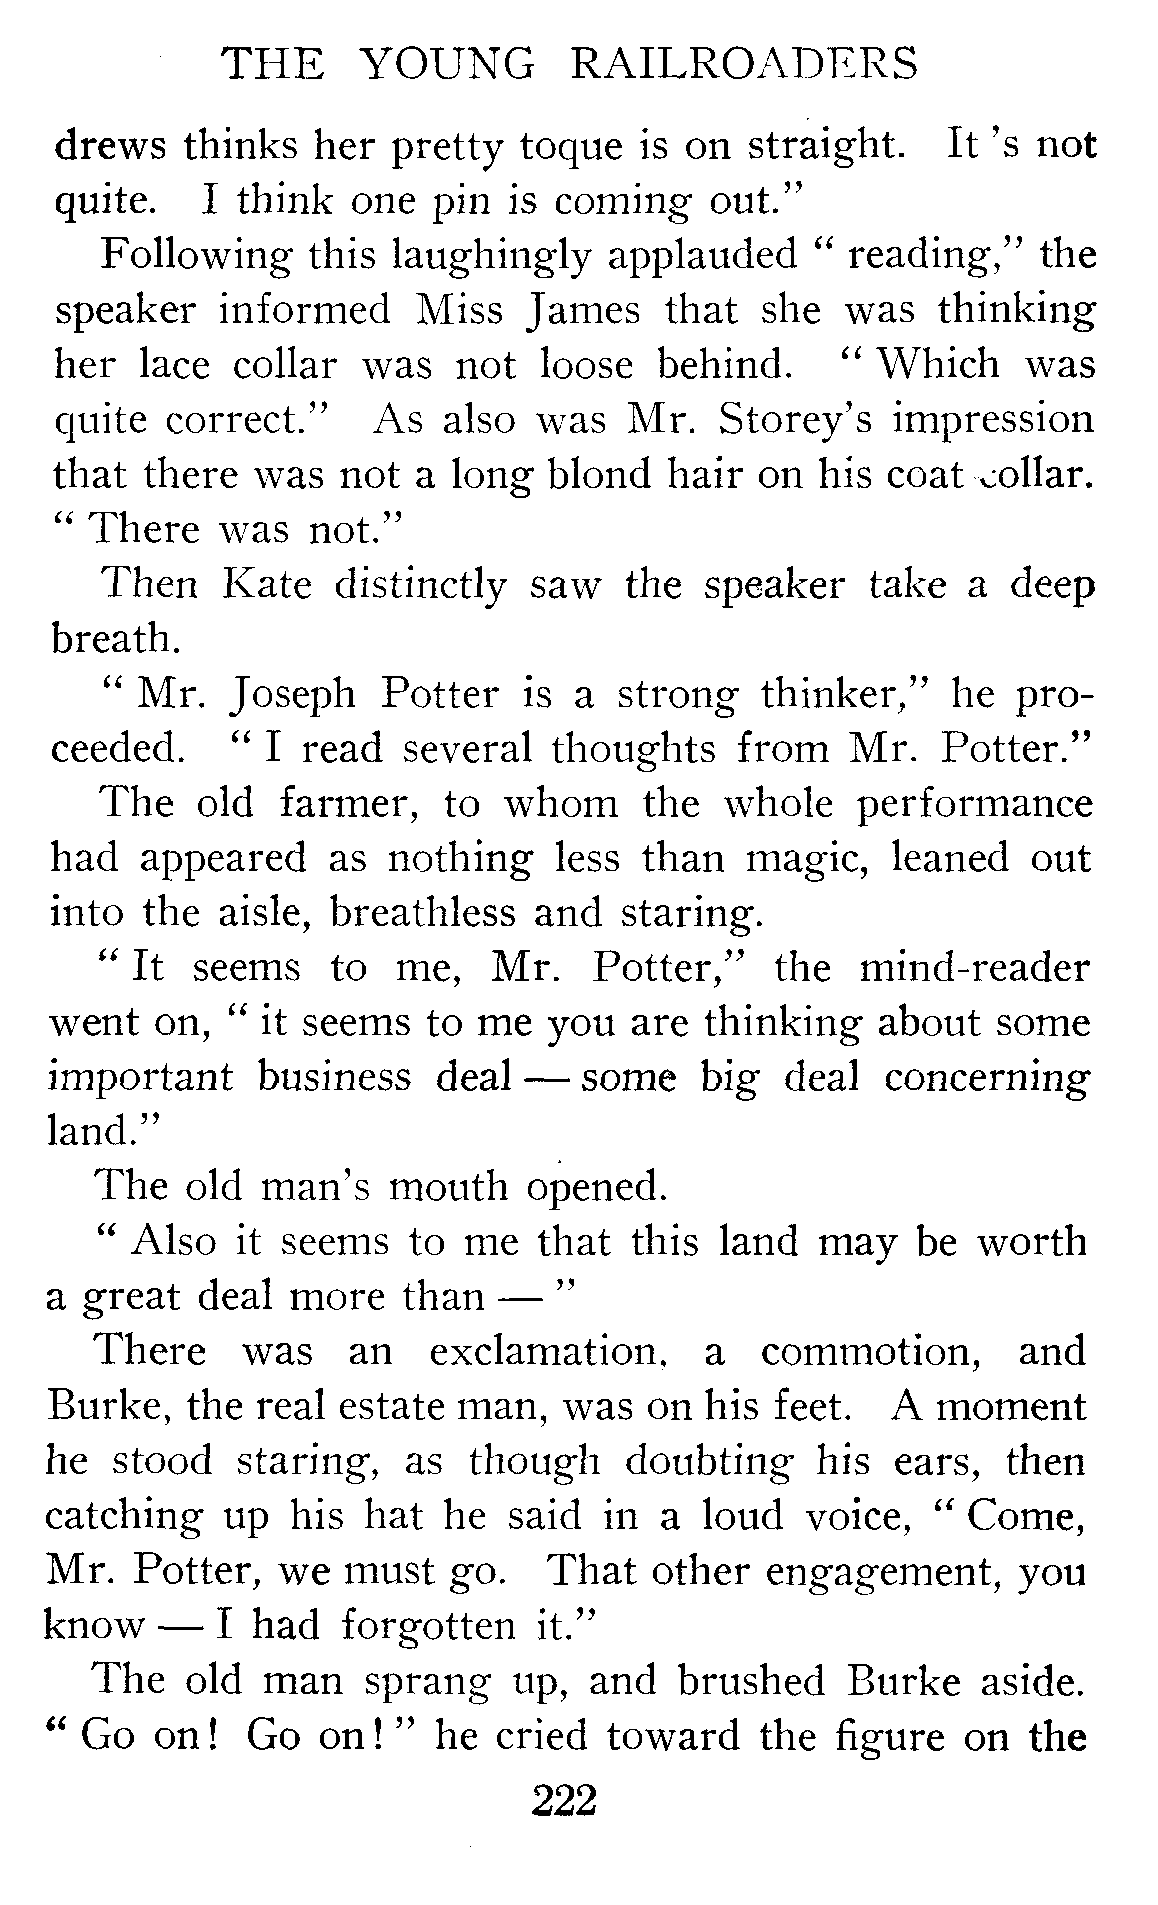 THE YOUNG RAILROADERS
drews thinks her pretty toque is on straight. It 's not
quite. I think one pin is coming out."
Following this laughingly applauded " reading," the
speaker informed Miss James that she was thinking
her lace collar was not loose behind. " Which was
quite correct." As also was Mr. Storey's impression
that there was not a long blond hair on his coat collar.
" There was not."
Then Kate distinctly saw the speaker take a deep
breath.
" Mr. Joseph Potter is a strong thinker," he pro-
ceeded. " I read several thoughts from Mr. Potter."
The old farmer, to whom the whole performance
had appeared as nothing less than magic, leaned out
into the aisle, breathless and staring.
" It seems to me, Mr. Potter," the mind-reader
went on, " it seems to me you are thinking about some
important business deal — some big deal concerning
land."
The old man's mouth opened.
" Also it seems to me that this land may be worth
a great deal more than — "
There was an exclamation, a commotion, and
Burke, the real estate man, was on his feet. A moment
he stood staring, as though doubting his ears, then
catching up his hat he said in a loud voice, " Come,
Mr. Potter, we must go. That other engagement, you
know — I had forgotten it."
The old man sprang up, and brushed Burke aside.
" Go on! Go on! " he cried toward the figure on the
222